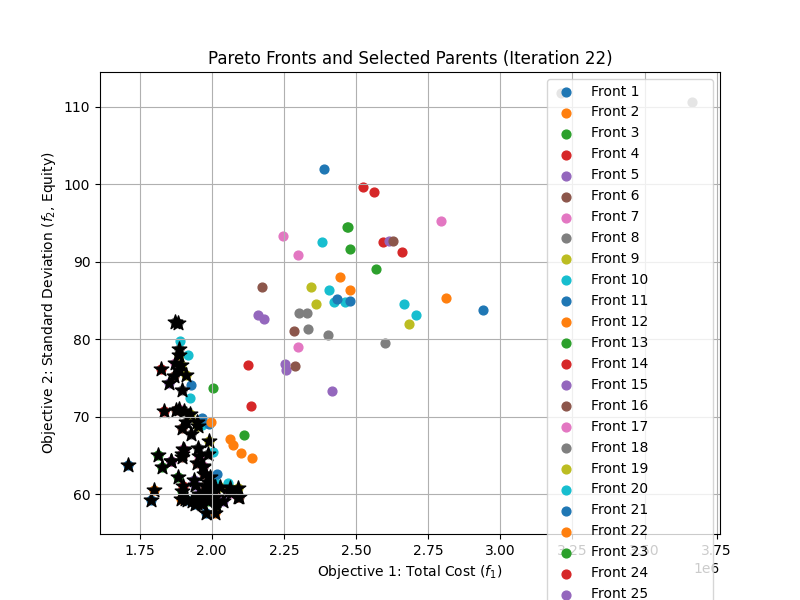 Pareto Fronts and Selected Parents (Iteration 22)
Objective 2: Standard Deviation (f2, Equity)
110
100
90
80
70
60
1.75 2.00 2.25 2.50 2.75 3.00 3.25 3.50 3.75
1e6
Objective 1: Total Cost (f1)
Front 1
Front 2
Front 3
Front 4
Front 5
Front 6
Front 7
Front 8
Front 9
Front 10
Front 11
Front 12
Front 13
Front 14
Front 15
Front 16
Front 17
Front 18
Front 19
Front 20
Front 21
Front 22
Front 23
Front 24
Front 25